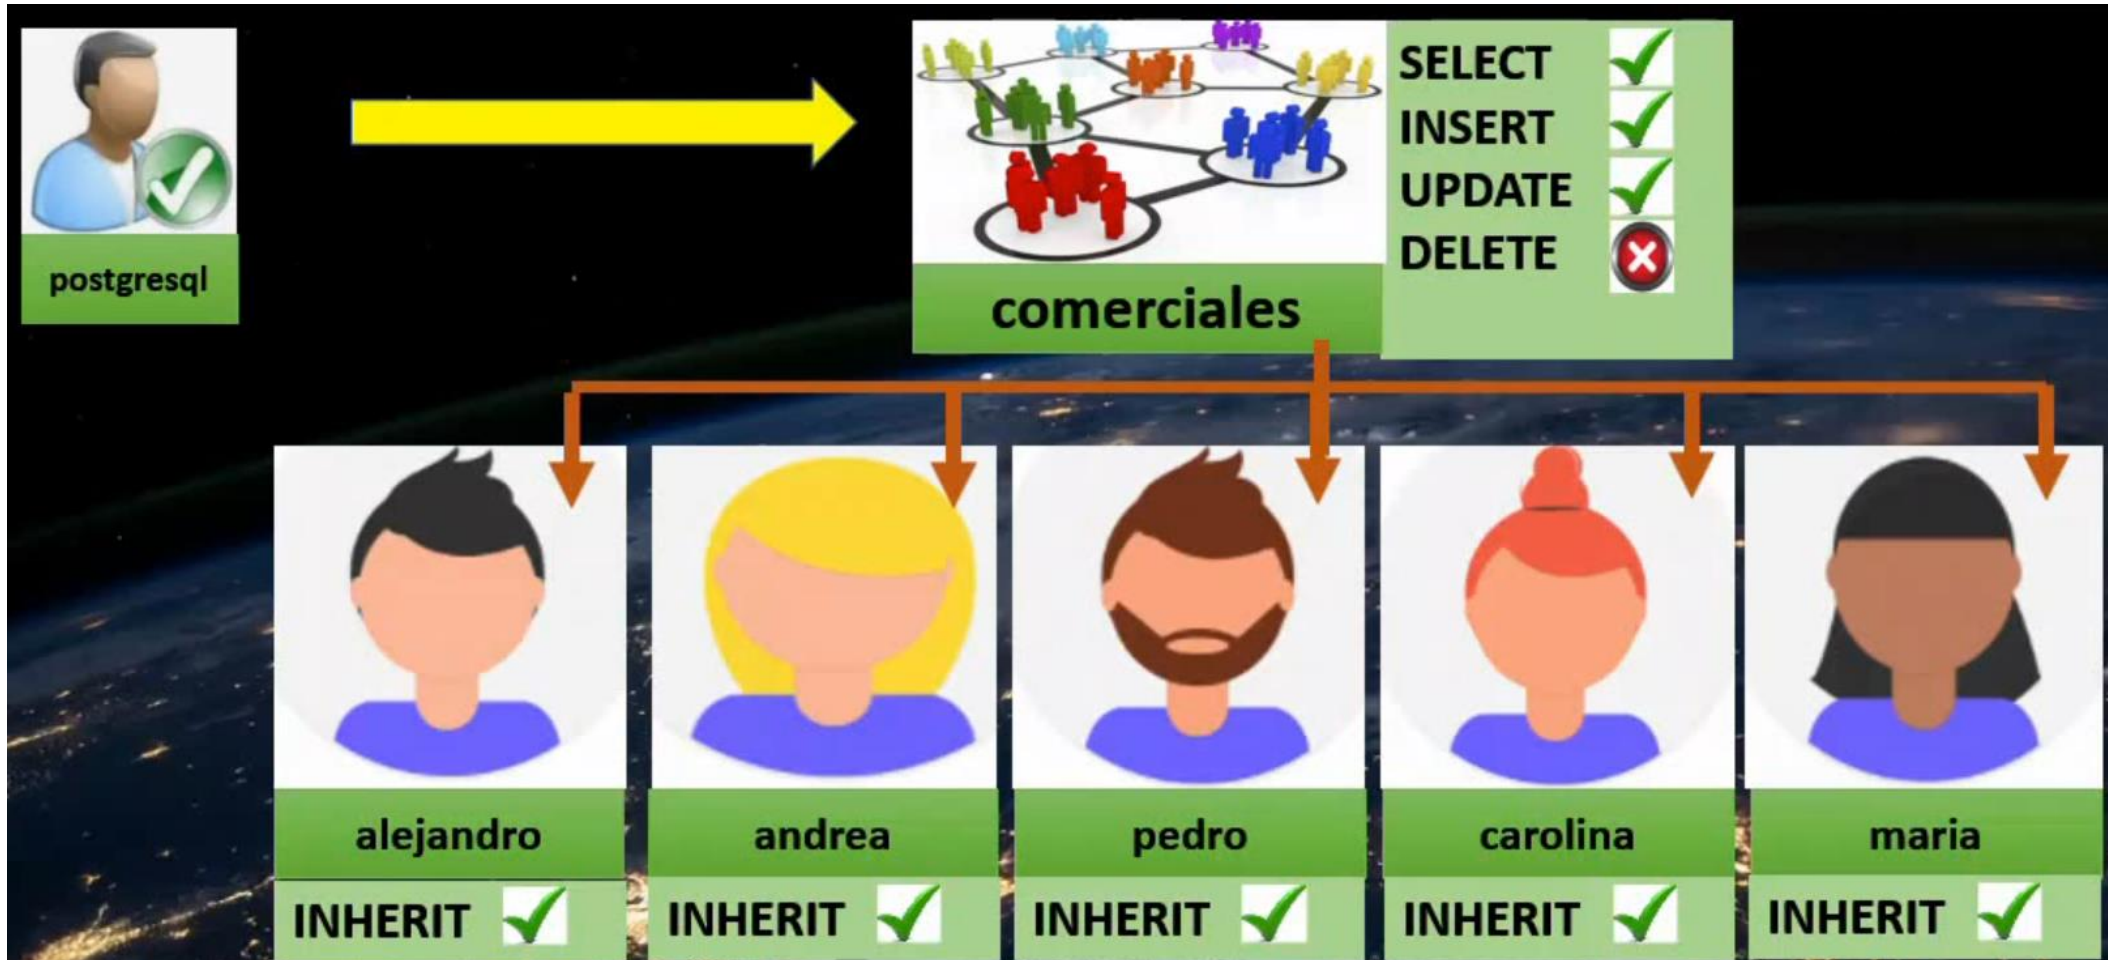 postgresql
comerciales
SELECT
INSERT
UPDATE
DELETE
alejandro
andrea
pedro
carolina
maria
INHERIT
INHERIT
INHERIT
INHERIT
INHERIT